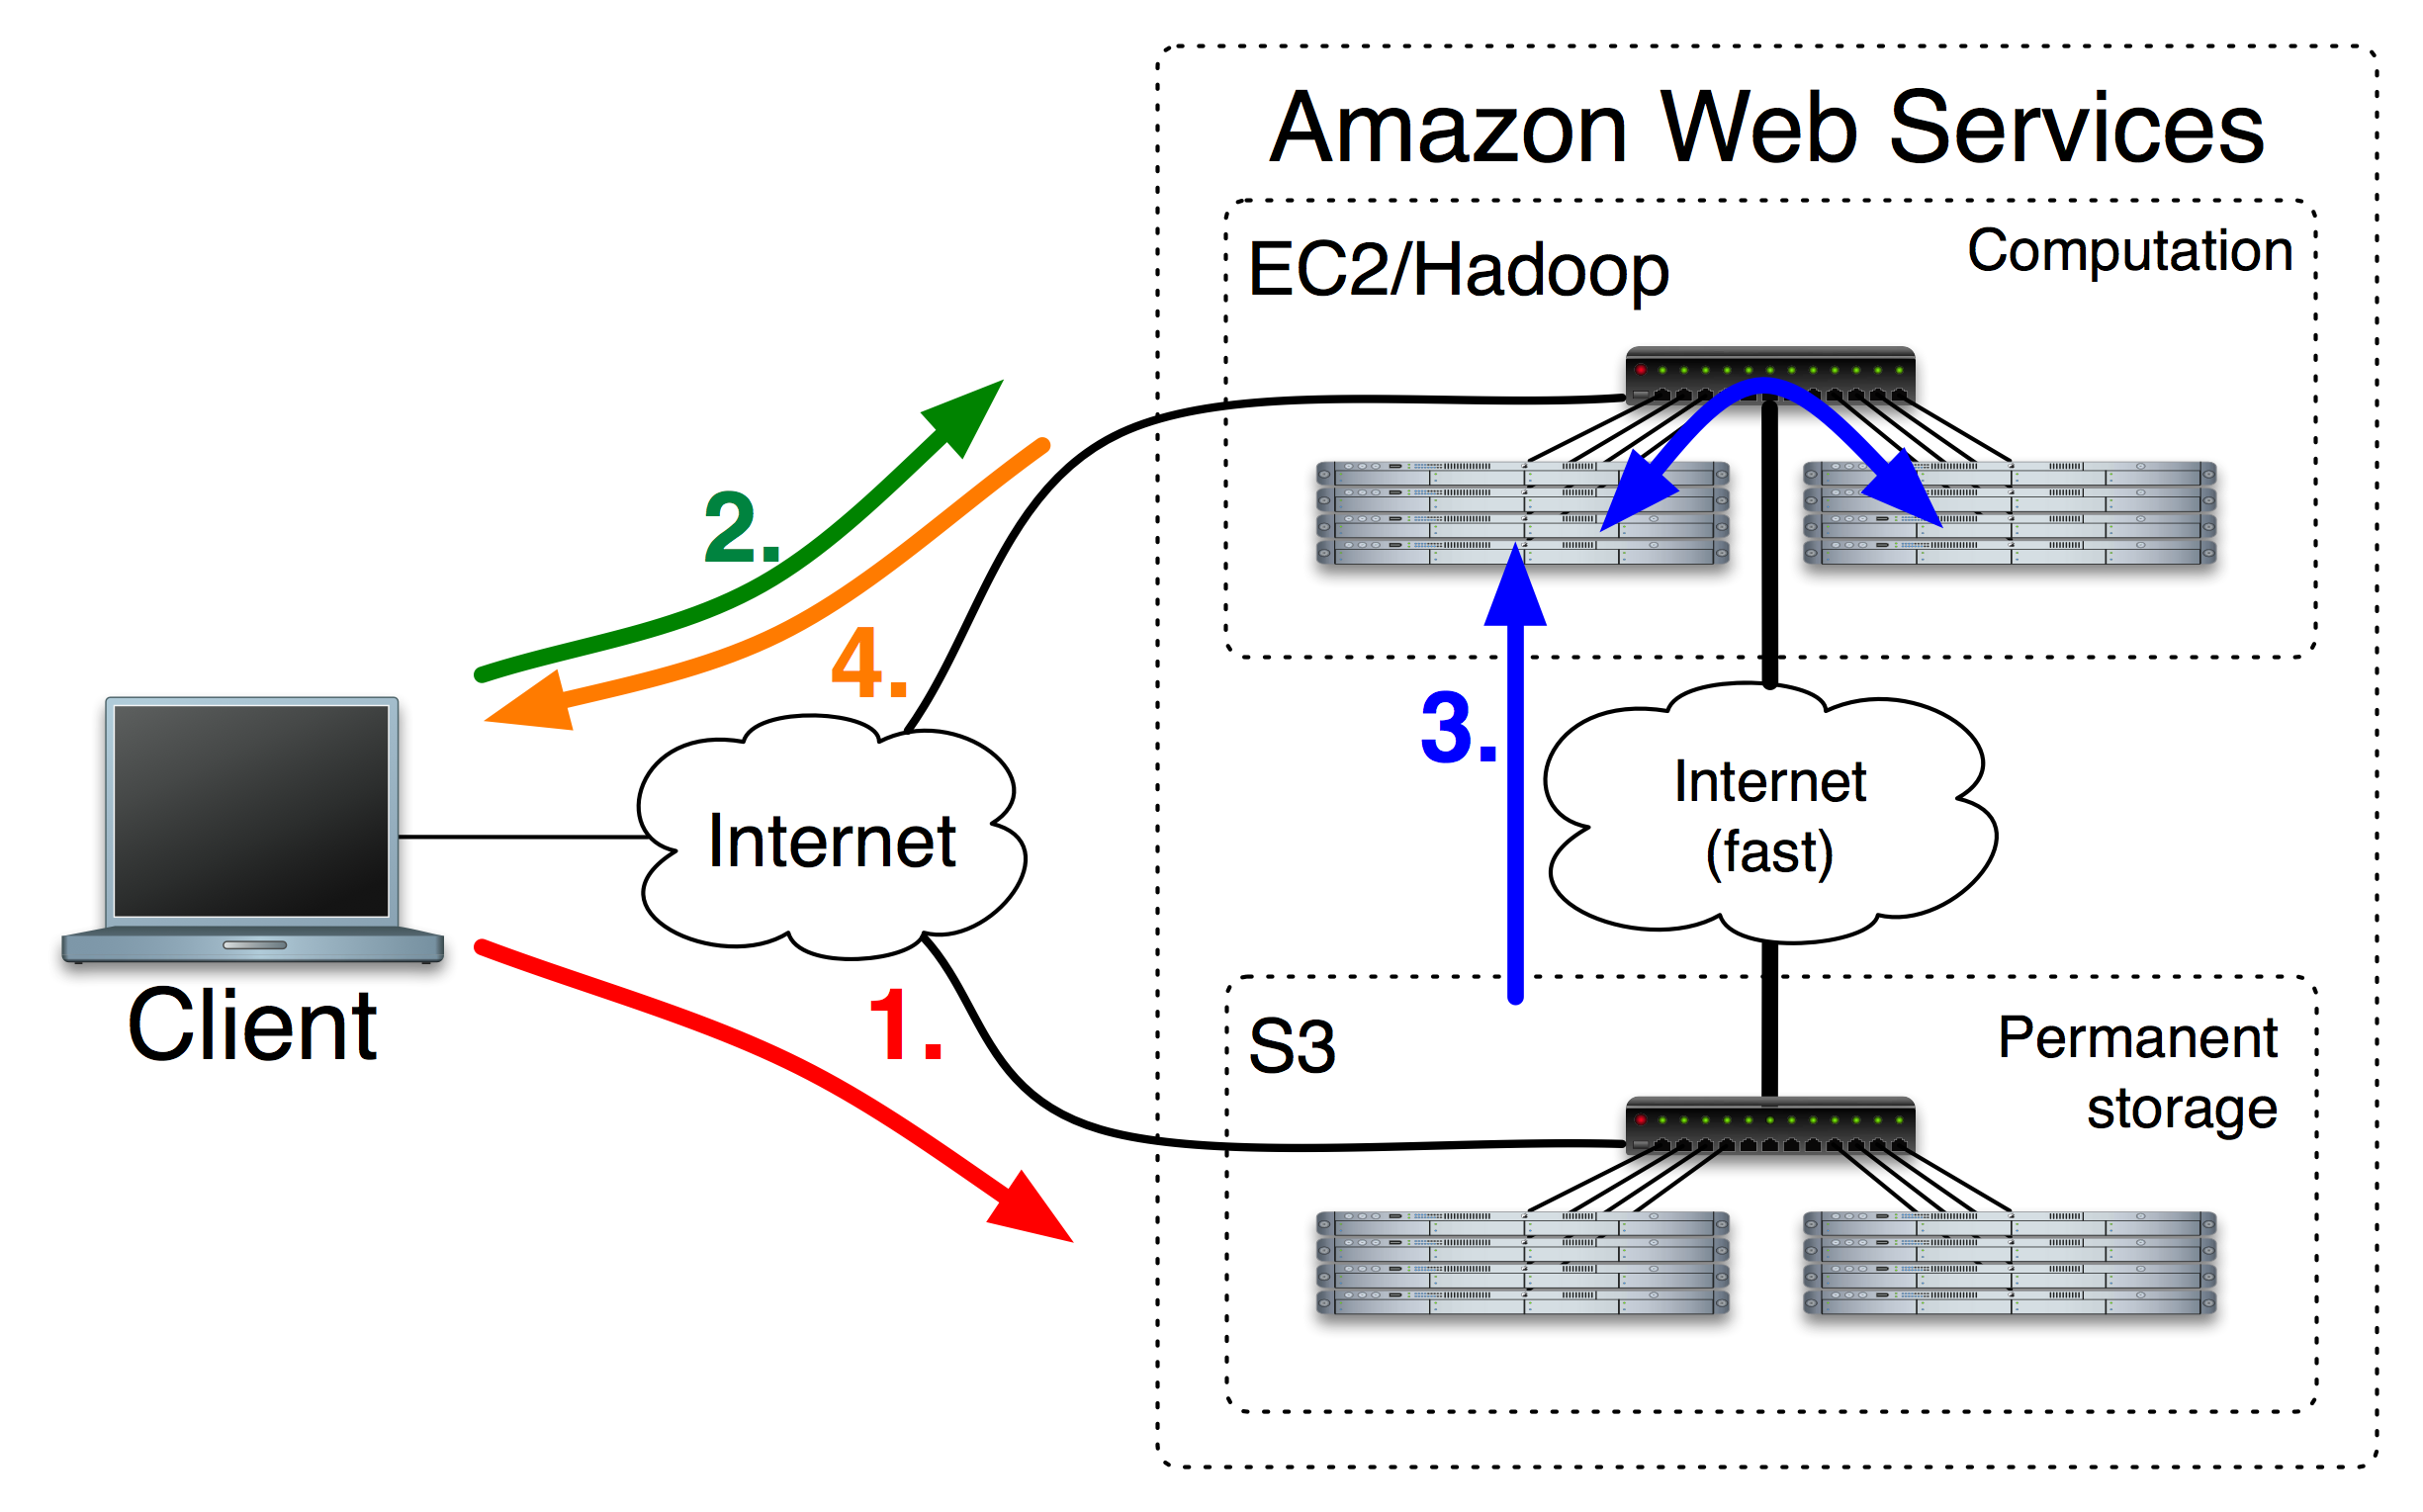 Amazon Web Services
EC2/Hadoop
Computation
2.
4.
3.
Internet
Internet
(fast)
Client
1.
S3
Permanent
storage